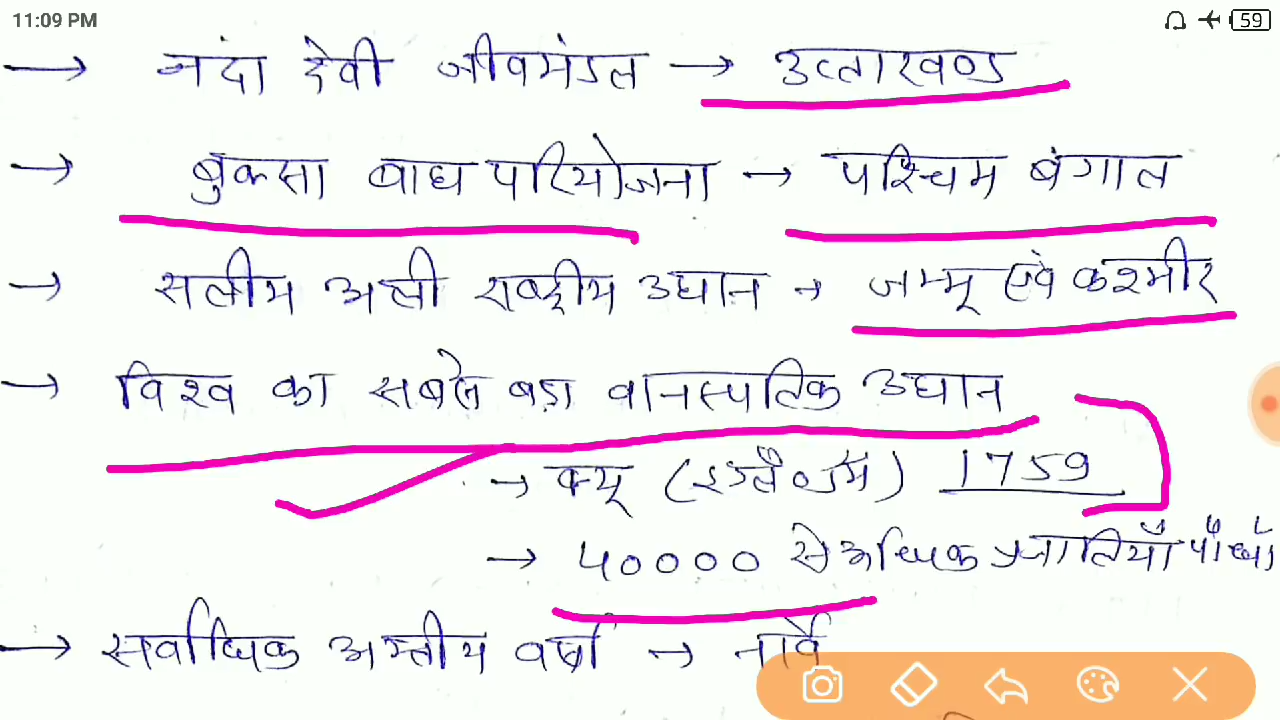 11:09 PM 59
→ नंदा देवी जीवमंडल → उत्तराखण्ड
→ बुकसा बाघ परियोजना → पश्चिम बंगाल
→ सलीम अली राष्ट्रीय उद्यान → जम्मू एवं कश्मीर
→ विश्व का सबसे बड़ा वानस्पतिक उद्यान
→ क्यू (इंग्लैण्ड में) 1759
→ 40000 से अधिक प्रजातियाँ पौधों
→ सर्वाधिक अम्लीय वर्षा → नार्वे